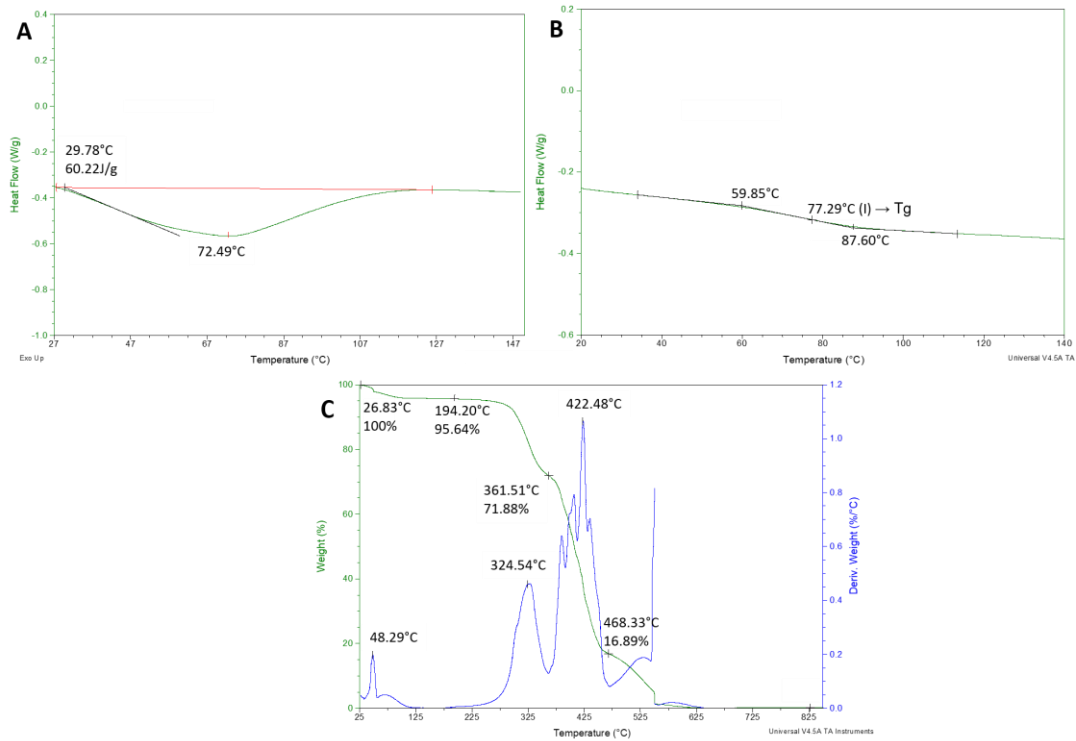 A
0.4
0.2
0.0
-0.2
-0.4
-0.6
-0.8
-1.0
Heat Flow (W/g)
29.78°C
60.22J/g
72.49°C
27
47
67
87
107
127
147
Exo Up
Temperature (°C)
B
0.2
0.0
-0.2
-0.4
-0.6
Heat Flow (W/g)
59.85°C
77.29°C (I) → Tg
87.60°C
20
40
60
80
100
120
140
Temperature (°C)
Universal V4.5A TA
C
100
80
60
40
20
0
Weight (%)
26.83°C
100%
194.20°C
95.64%
422.48°C
361.51°C
71.88%
324.54°C
468.33°C
16.89%
48.29°C
1.2
1.0
0.8
0.6
0.4
0.2
0.0
Deriv. Weight (%/°C)
25
125
225
325
425
525
625
725
825
Temperature (°C)
Universal V4.5A TA Instruments